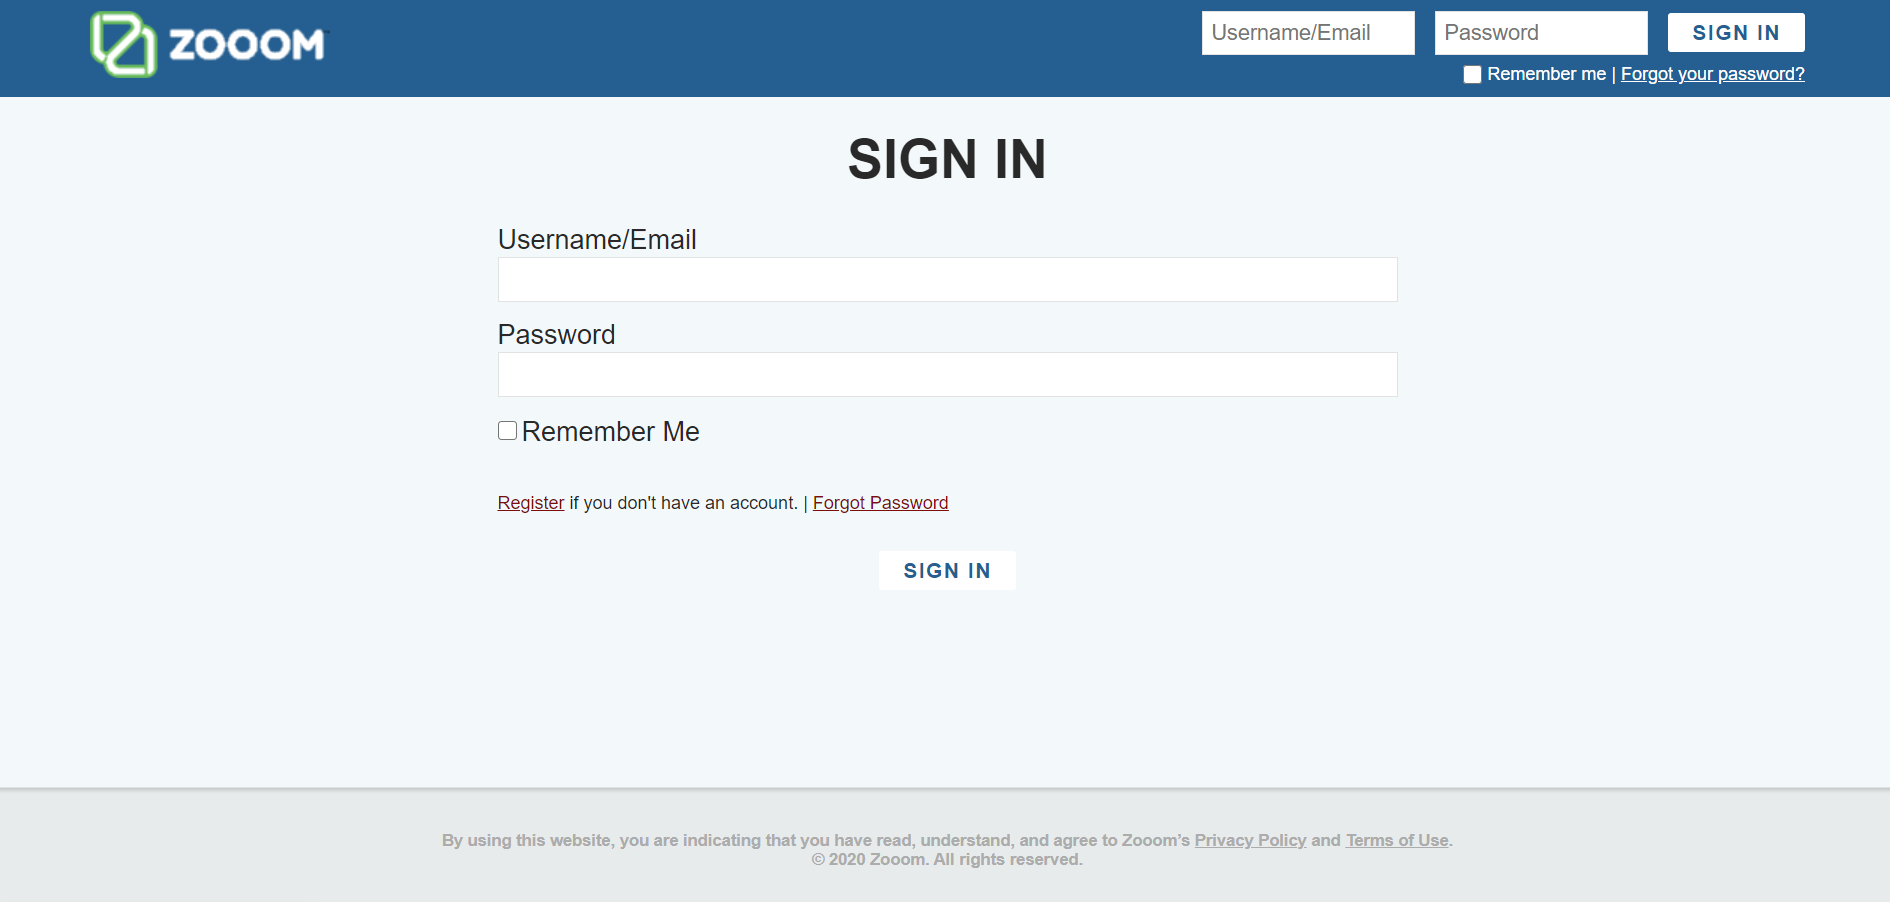 ZOOOM
Username/Email
Password
SIGN IN
Remember me | Forgot your password?
SIGN IN
Username/Email
Password
Remember Me
Register if you don't have an account. | Forgot Password
SIGN IN
By using this website, you are indicating that you have read, understand, and agree to Zooom’s Privacy Policy and Terms of Use.
© 2020 Zooom. All rights reserved.